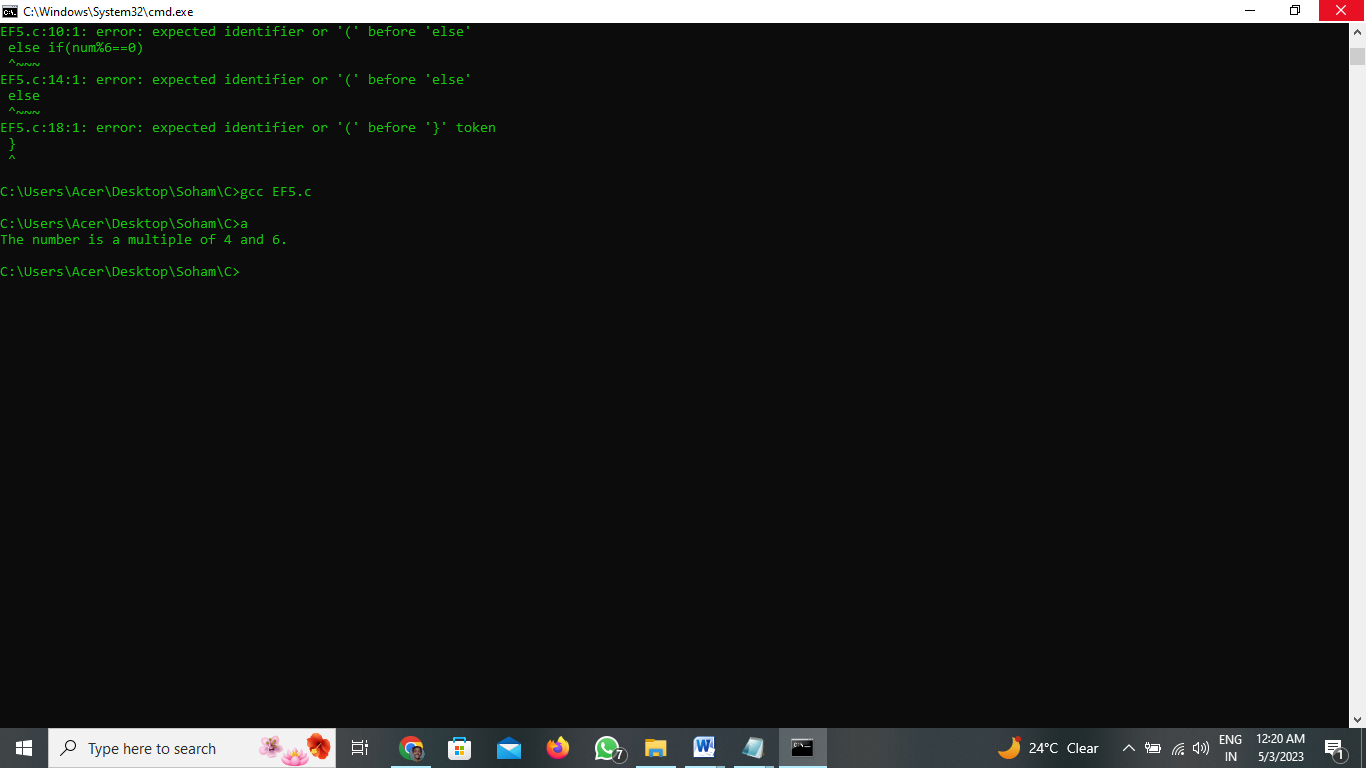 C:\Windows\System32\cmd.exe
EF5.c:10:1: error: expected identifier or '(' before 'else'
 else if(num%6==0)
 ^~~~
EF5.c:14:1: error: expected identifier or '(' before 'else'
 else
 ^~~~
EF5.c:18:1: error: expected identifier or '(' before '}' token
 }
 ^
C:\Users\Acer\Desktop\Soham\C>gcc EF5.c
C:\Users\Acer\Desktop\Soham\C>a
The number is a multiple of 4 and 6.
C:\Users\Acer\Desktop\Soham\C>
Type here to search
7
24°C Clear
ENG
IN
12:20 AM
5/3/2023
1